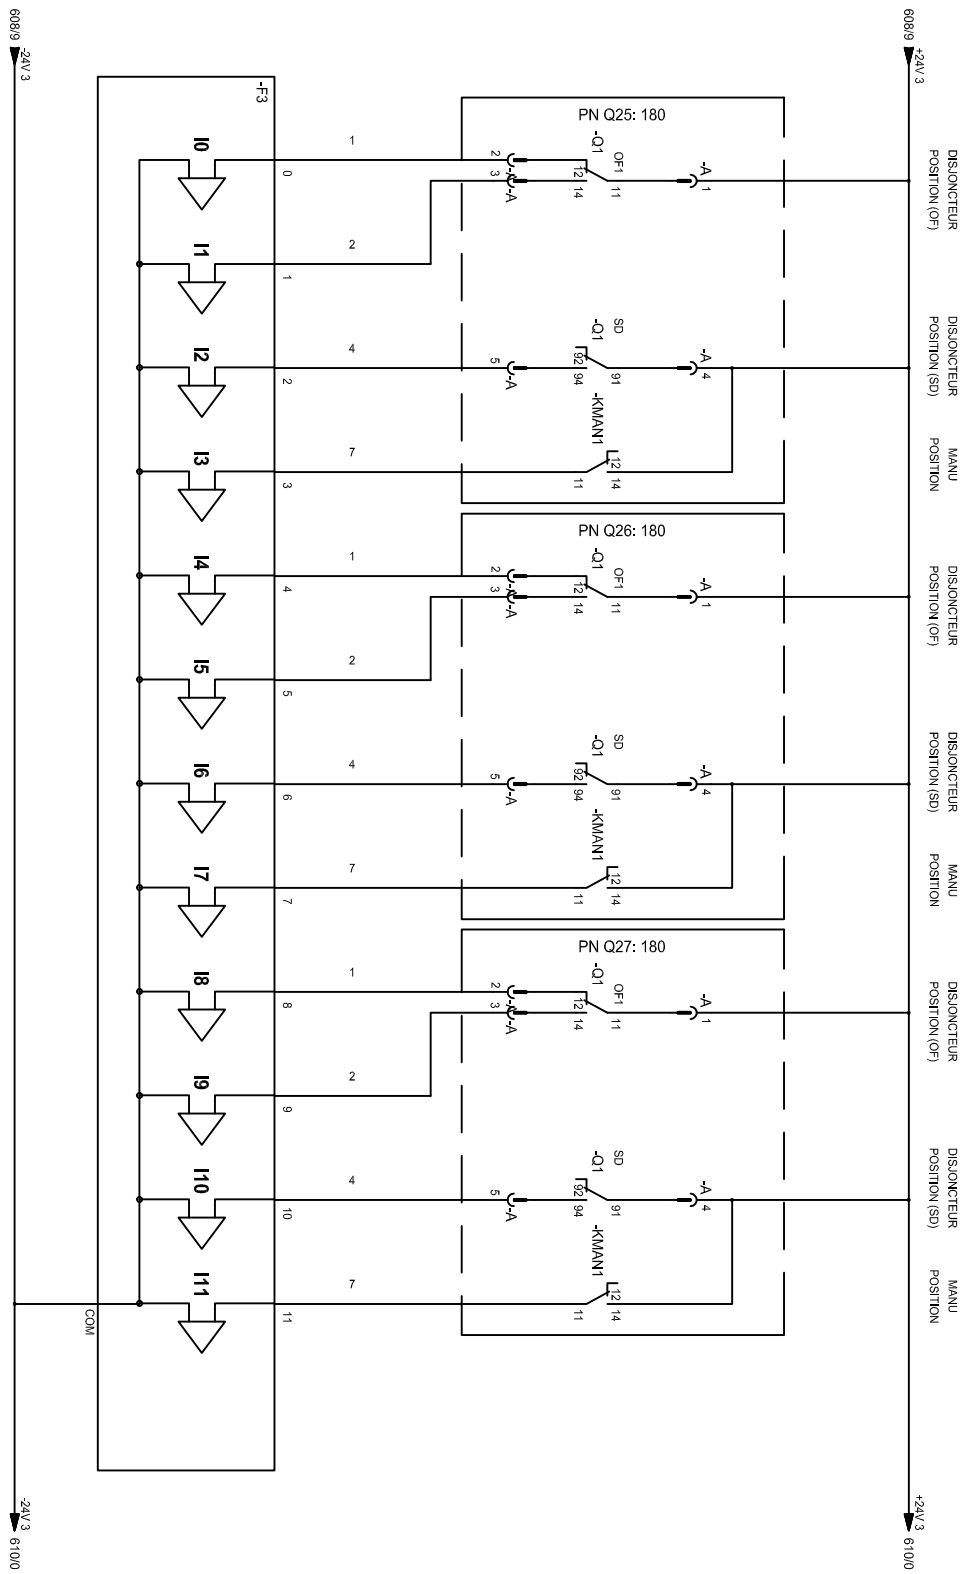 608/9
+24V 3
DISJONCTEUR
POSITION (OF)
DISJONCTEUR
POSITION (SD)
MANU
POSITION
DISJONCTEUR
POSITION (OF)
DISJONCTEUR
POSITION (SD)
MANU
POSITION
DISJONCTEUR
POSITION (OF)
DISJONCTEUR
POSITION (SD)
MANU
POSITION
+24V 3
610/0
PN Q25: 180
-Q1
OF1
-A
1
12
14
11
2
3
-A
-A
-Q1
SD
-A
4
92
94
91
5
-A
-KMAN1
12
11
14
PN Q26: 180
-Q1
OF1
-A
1
12
14
11
2
3
-A
-A
-Q1
SD
-A
4
92
94
91
5
-A
-KMAN1
12
11
14
PN Q27: 180
-Q1
OF1
-A
1
12
14
11
2
3
-A
-A
-Q1
SD
-A
4
92
94
91
5
-A
-KMAN1
12
11
14
1
2
4
7
1
2
4
7
1
2
4
7
-F3
0
1
2
3
4
5
6
7
8
9
10
11
I0
I1
I2
I3
I4
I5
I6
I7
I8
I9
I10
I11
COM
608/9
-24V 3
-24V 3
610/0